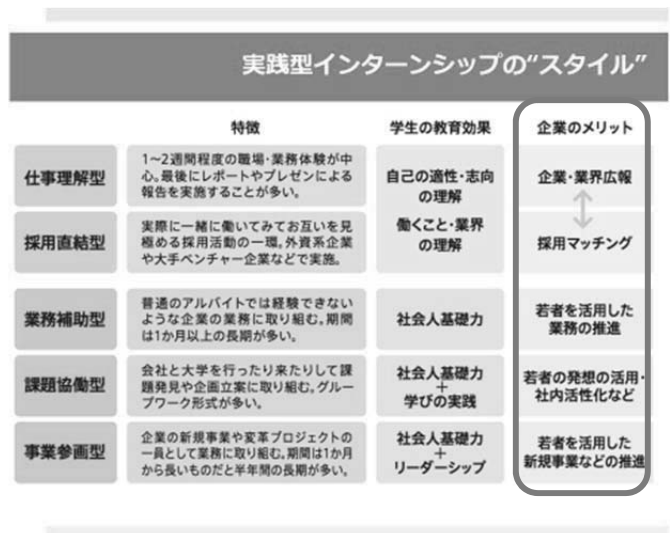 実践型インターンシップの“スタイル”
特徴
学生の教育効果
企業のメリット
仕事理解型
1~2週間程度の職場・業務体験が中
心。最後にレポートやプレゼンによる
報告を実施することが多い。
自己の適性・志向
の理解
企業・業界広報
採用直結型
実際に一緒に働いてみてお互いを見
極める採用活動の一環。外資系企業
や大手ベンチャー企業などで実施。
働くこと・業界
の理解
採用マッチング
業務補助型
普通のアルバイトでは経験できない
ような企業の業務に取り組む。期間
は1か月以上の長期が多い。
社会人基礎力
若者を活用した
業務の推進
課題協働型
会社と大学を行ったり来たりして課
題発見や企画立案に取り組む。グルー
プワーク形式が多い。
社会人基礎力
+
学びの実践
若者の発想の活用・
社内活性化など
事業参画型
企業の新規事業や変革プロジェクトの
一員として業務に取り組む。期間は1か月
から長いものだと半年間の長期が多い。
社会人基礎力
+
リーダーシップ
若者を活用した
新規事業などの推進